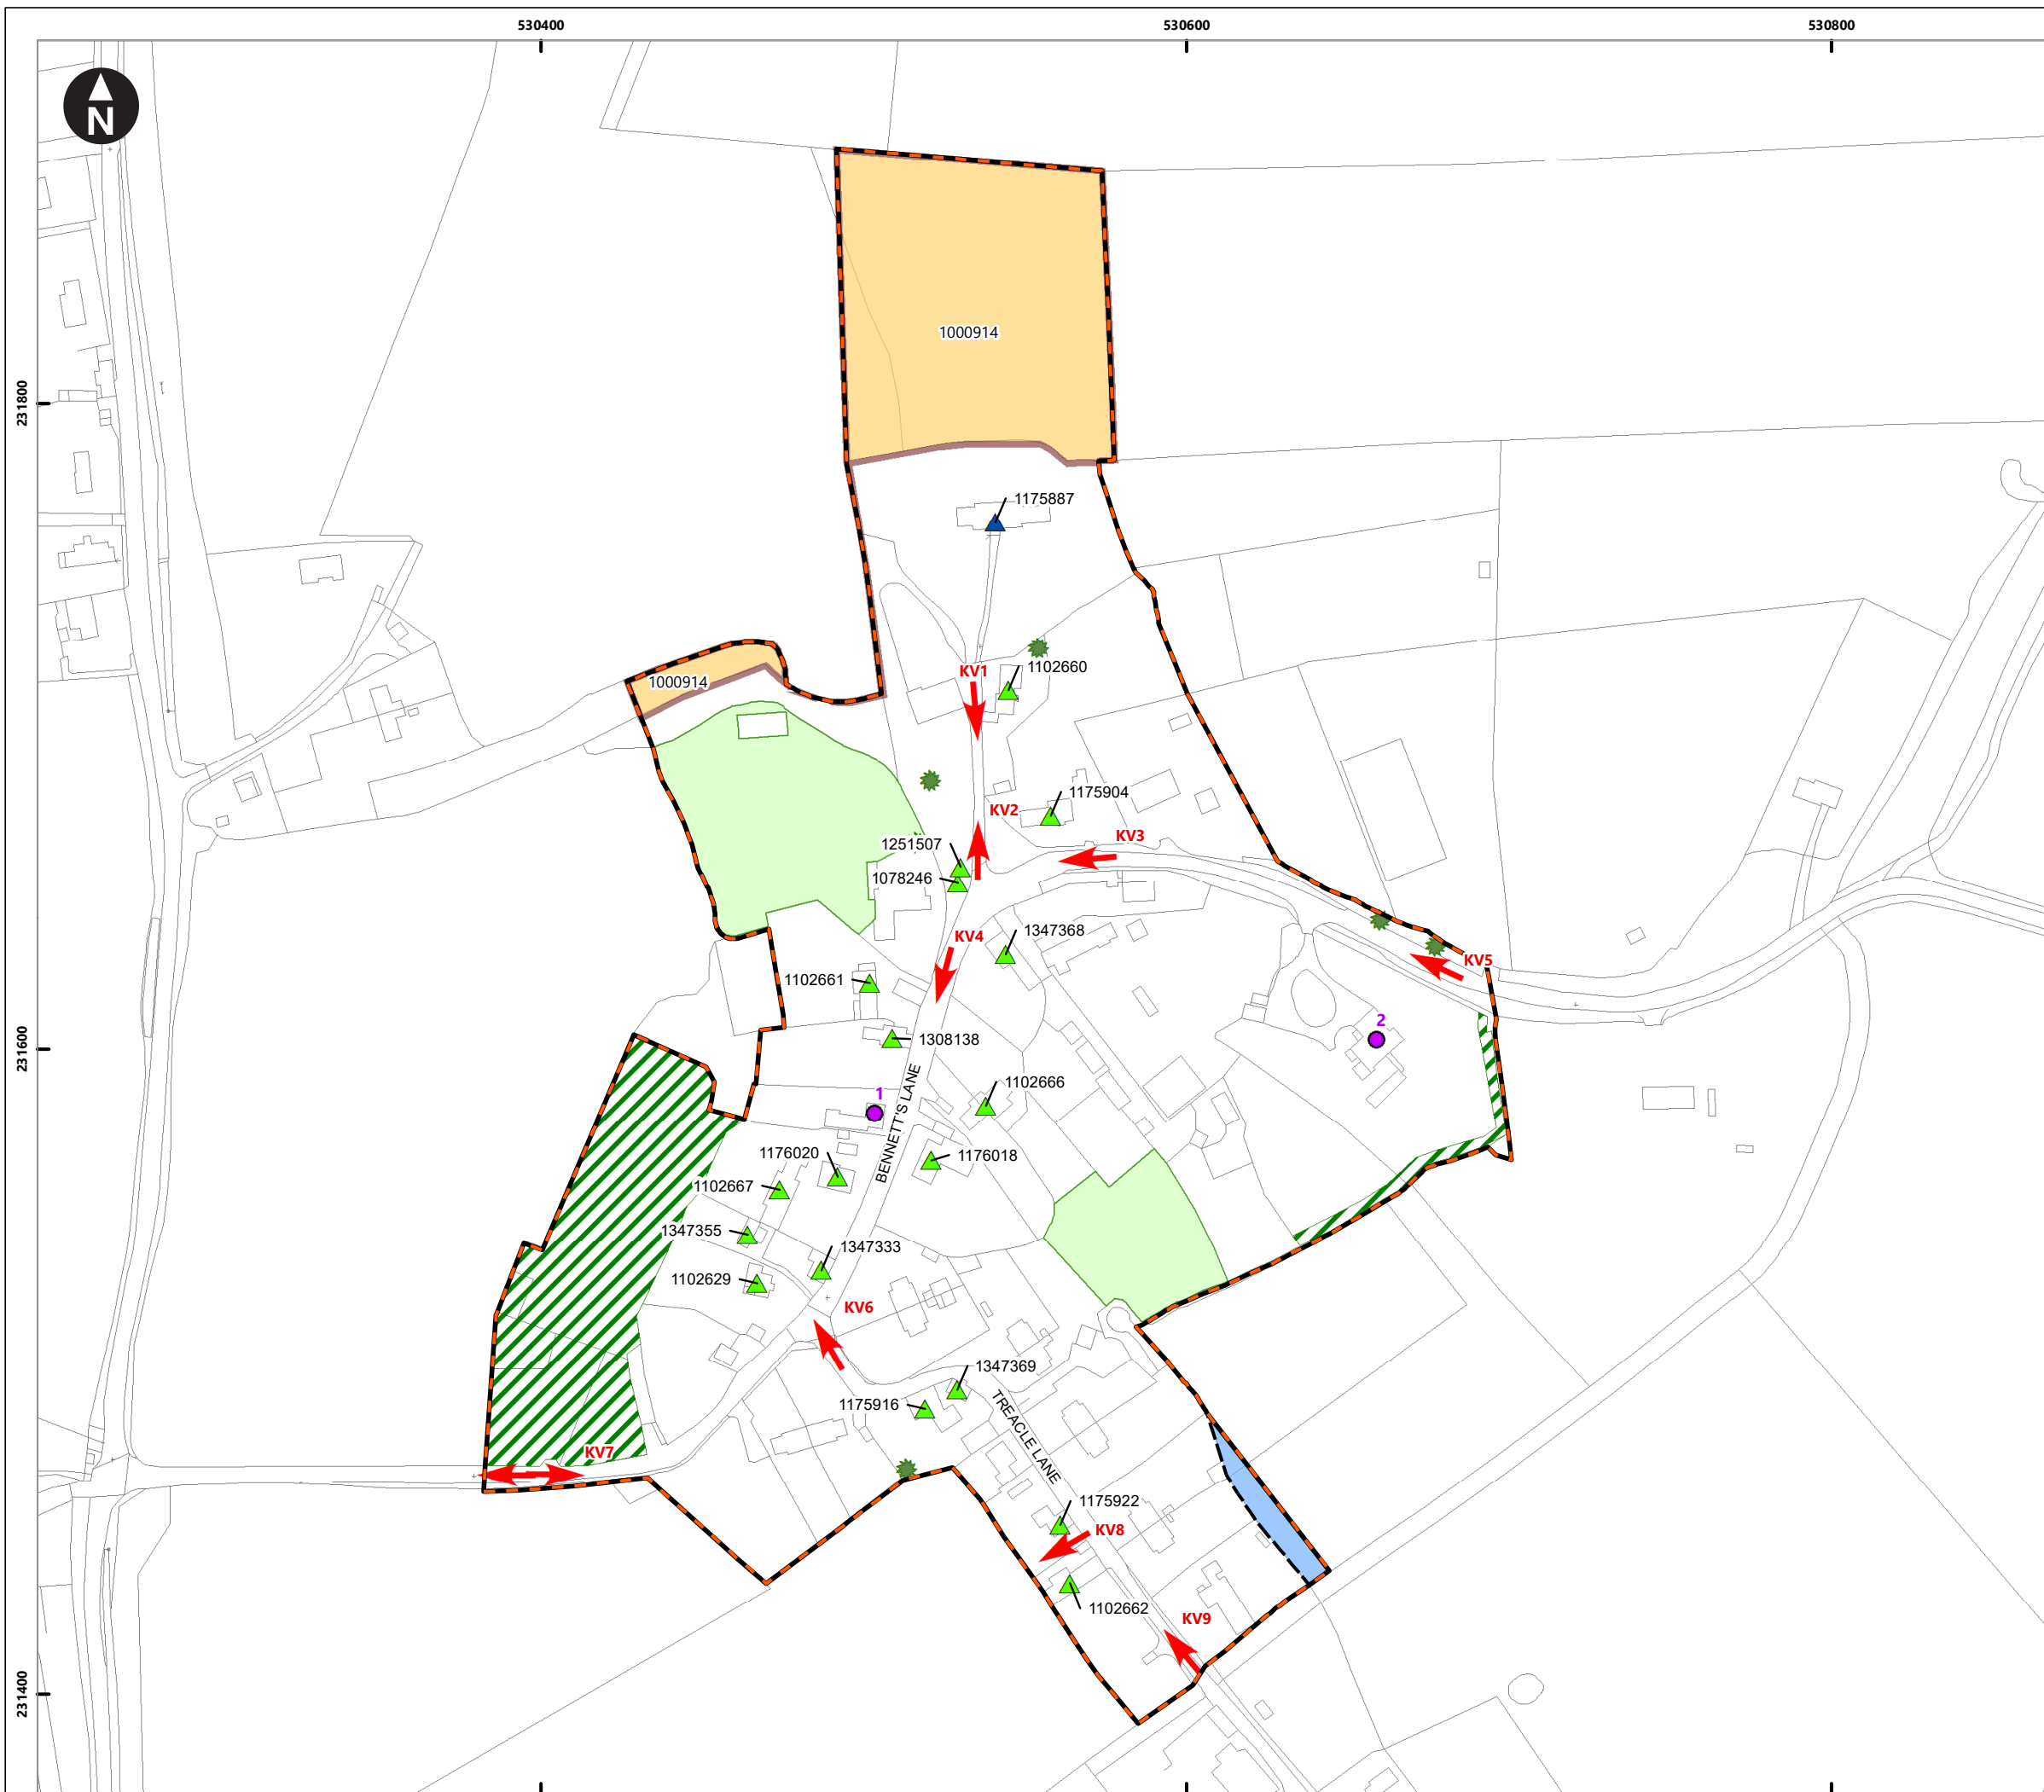 530400 530600 530800
N
231800
1000914
1175887
1000914
KV1
1102660
1175904
KV2
KV3
1251507
1078246
KV4
1347368
KV5
1102661
2
231600
1308138
1102666
1
BENNETT'S LANE
1176020
1176018
1102667
1347355
1347333
1102629
KV6
1347369
1175916
TREACLE LANE
KV7
1175922
KV8
1102662
KV9
231400